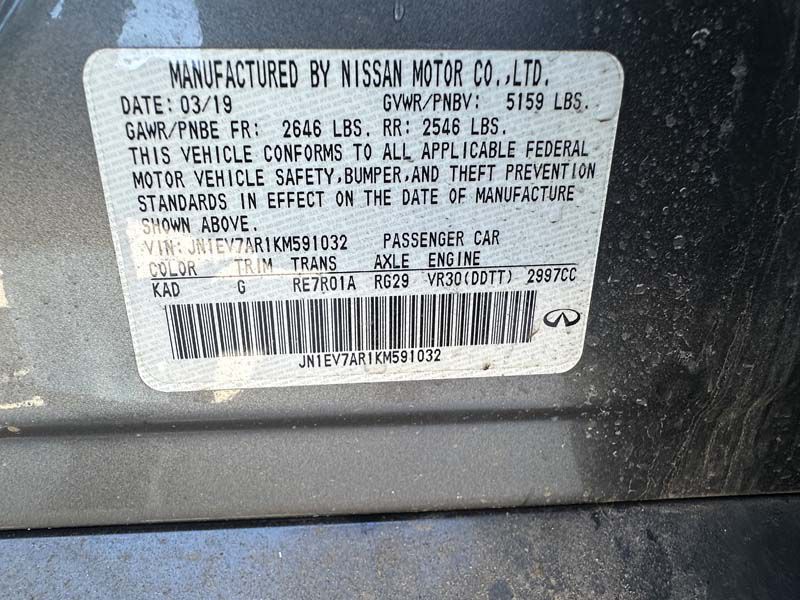 MANUFACTURED BY NISSAN MOTOR CO.,LTD.
DATE: 03/19 GVWR/PNBV: 5159 LBS.
GAWR/PNBE FR: 2646 LBS. RR: 2546 LBS.
THIS VEHICLE CONFORMS TO ALL APPLICABLE FEDERAL
MOTOR VEHICLE SAFETY,BUMPER,AND THEFT PREVENTION
STANDARDS IN EFFECT ON THE DATE OF MANUFACTURE
SHOWN ABOVE.
VIN:JN1EV7AR1KM591032 PASSENGER CAR
COLOR TRIM TRANS AXLE ENGINE
KAD G RE7R01A RG29 VR30(DDTT) 2997CC
JN1EV7AR1KM591032